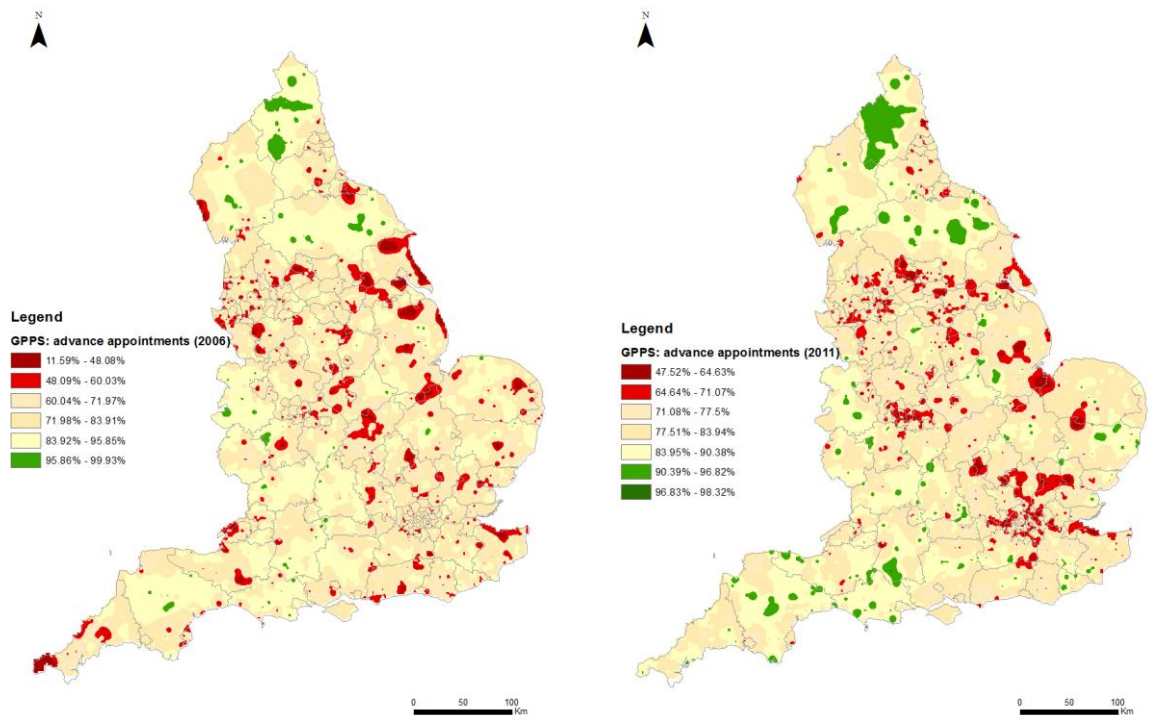 N
Legend
GPPS: advance appointments (2006)
11.59% - 48.08%
48.09% - 60.03%
60.04% - 71.97%
71.98% - 83.91%
83.92% - 95.85%
95.86% - 99.93%
0 50 100
Km
N
Legend
GPPS: advance appointments (2011)
47.52% - 64.63%
64.64% - 71.07%
71.08% - 77.5%
77.51% - 83.94%
83.95% - 90.38%
90.39% - 96.82%
96.83% - 98.32%
0 50 100
Km